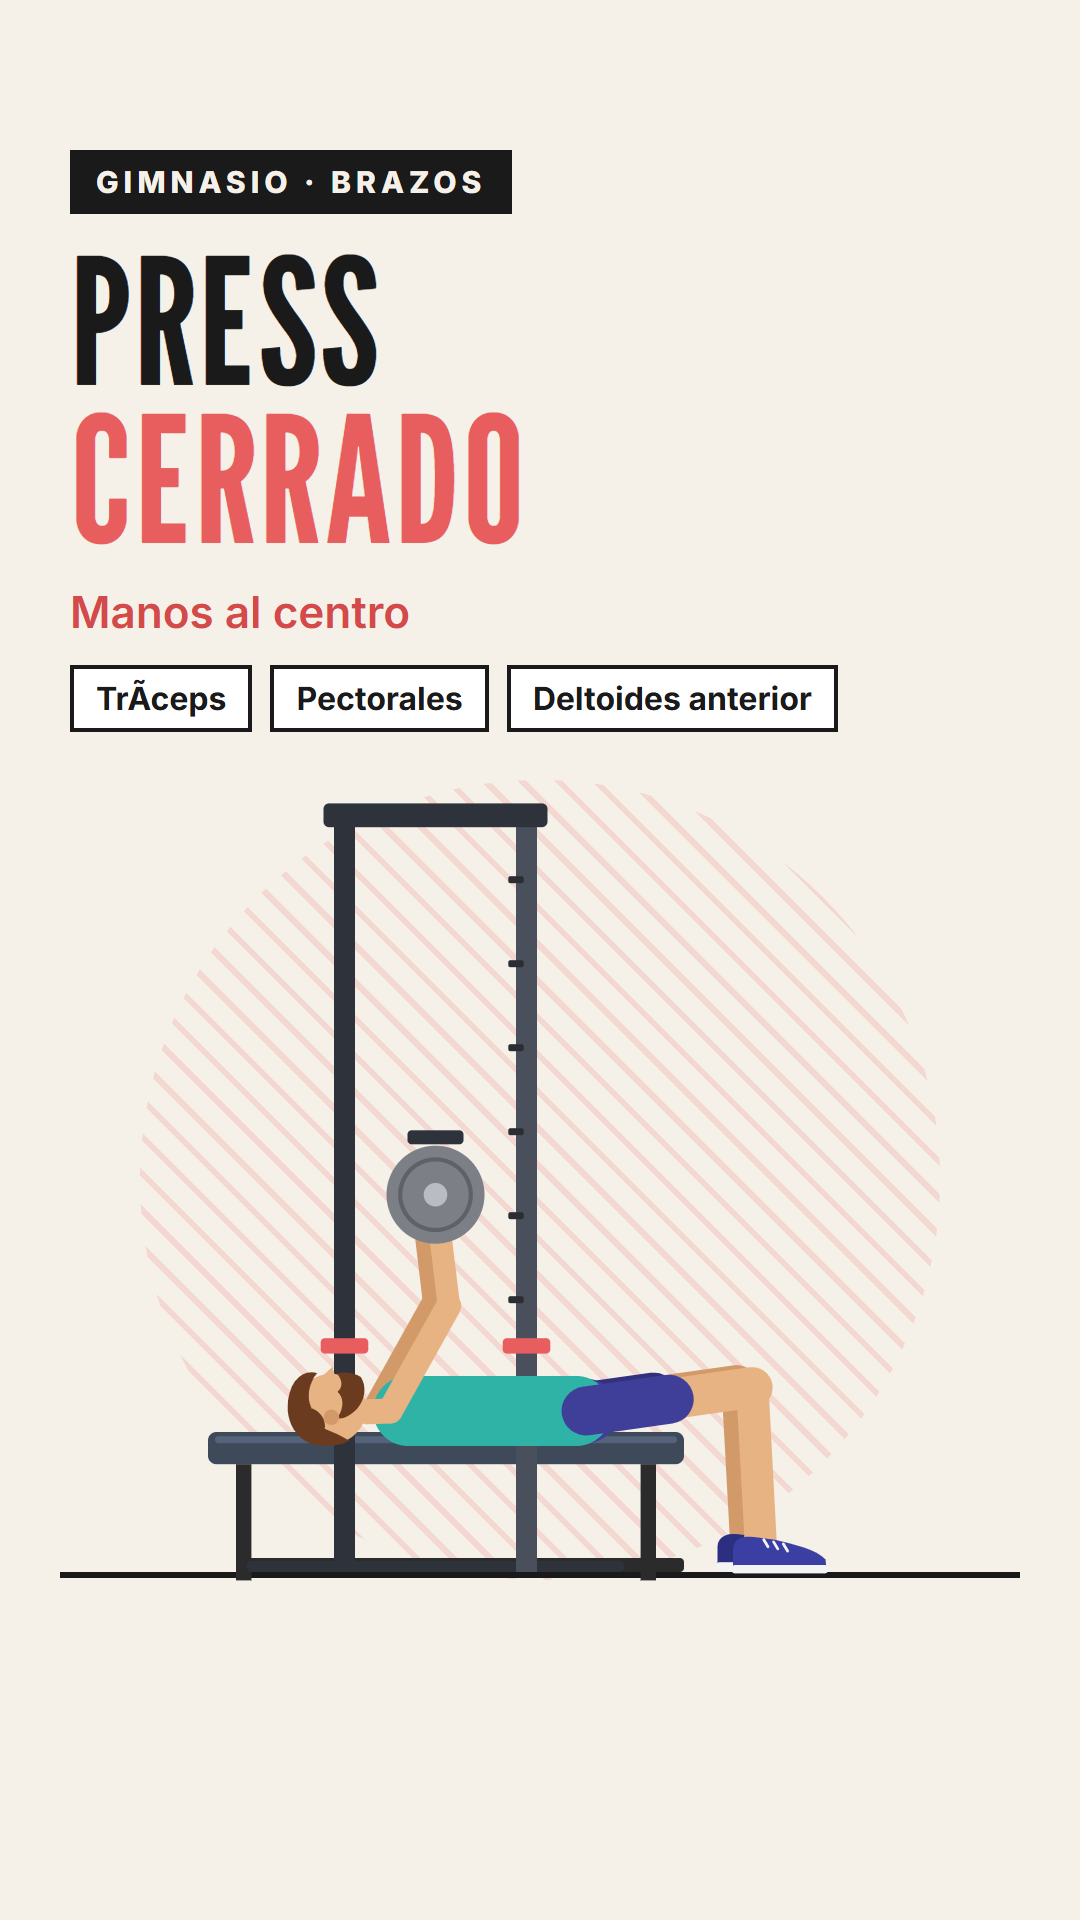 GIMNASIO · BRAZOS
PRESS
CERRADO
Manos al centro
TrÃceps
Pectorales
Deltoides anterior